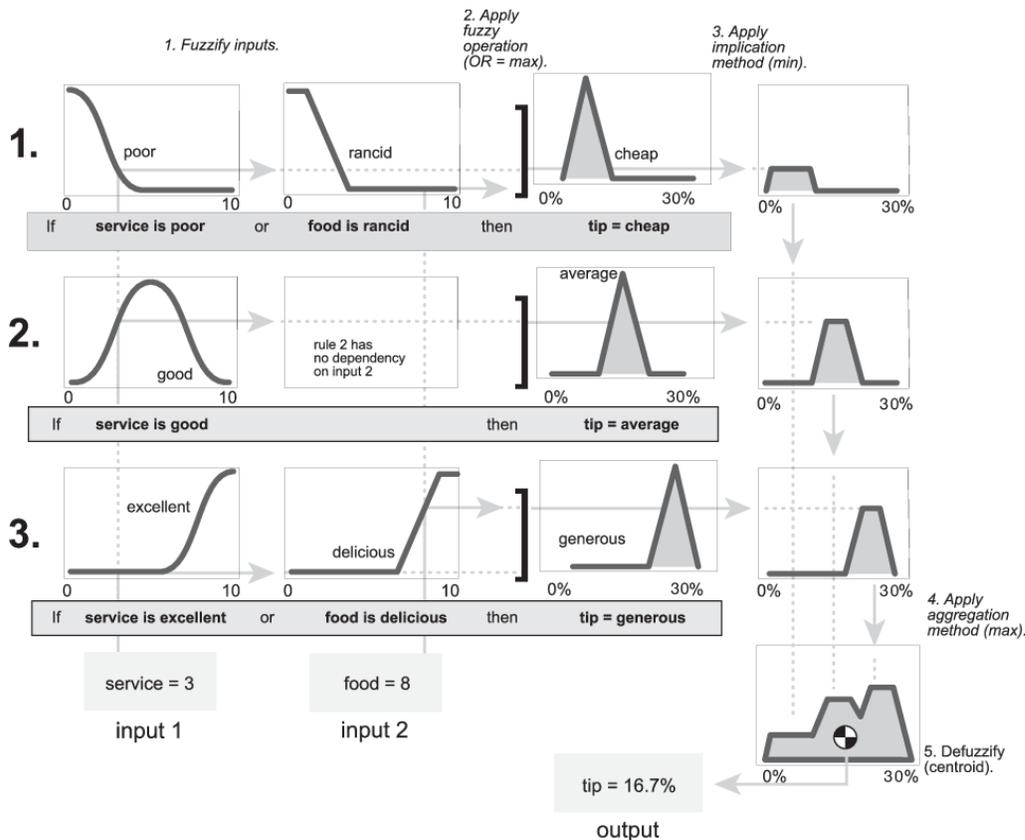 1. Fuzzify inputs.
2. Apply
fuzzy
operation
(OR = max).
3. Apply
implication
method (min).
1.
poor
rancid
cheap
0 10
0 10
0% 30%
0% 30%
If service is poor or food is rancid then tip = cheap
2.
good
rule 2 has
no dependency
on input 2
average
0 10
0% 30%
0% 30%
If service is good then tip = average
3.
excellent
delicious
generous
0 10
0 10
0% 30%
0% 30%
If service is excellent or food is delicious then tip = generous
4. Apply
aggregation
method (max).
service = 3
input 1
food = 8
input 2
0% 30%
5. Defuzzify
(centroid).
tip = 16.7%
output